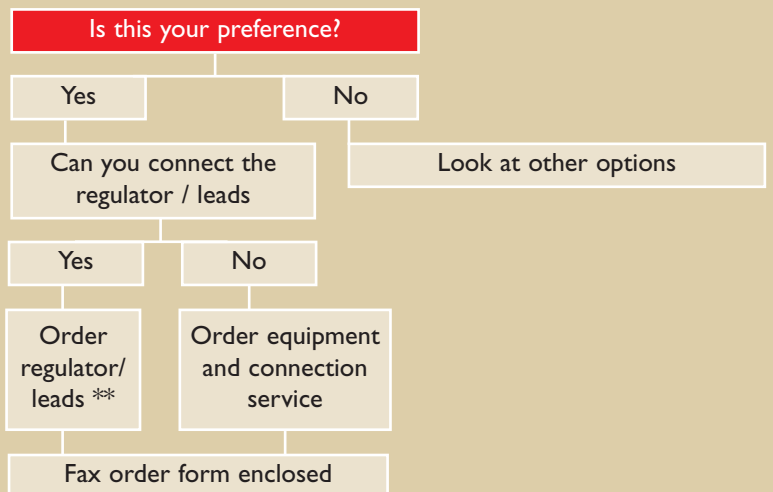 Is this your preference?
Yes
No
Can you connect the
regulator / leads
Look at other options
Yes
No
Order
regulator/
leads **
Order equipment
and connection
service
Fax order form enclosed